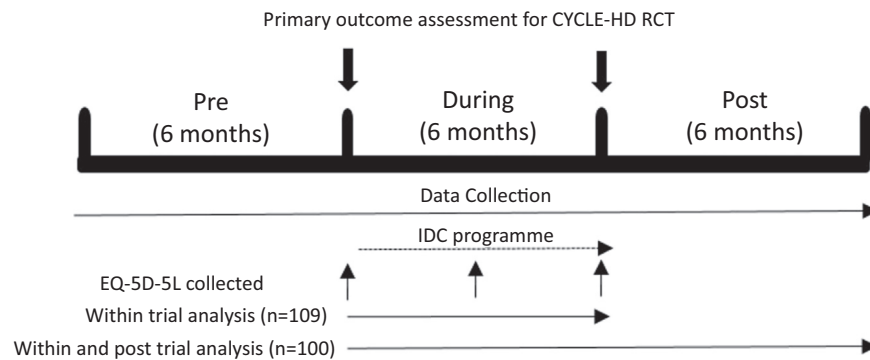 Primary outcome assessment for CYCLE-HD RCT
Pre
(6 months)
During
(6 months)
Post
(6 months)
Data Collection
IDC programme
EQ-5D-5L collected
Within trial analysis (n=109)
Within and post trial analysis (n=100)